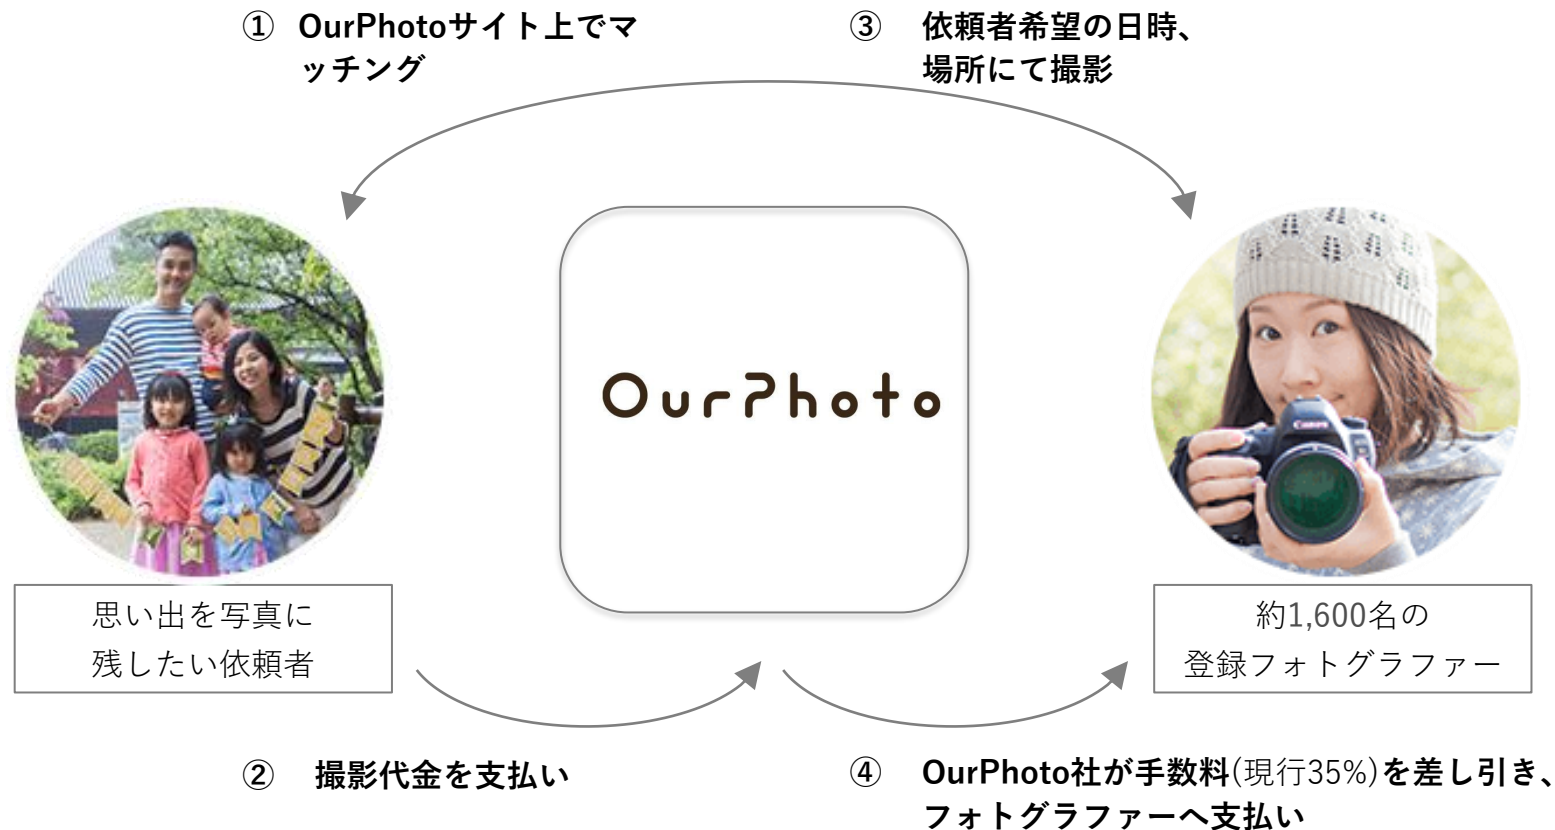 ① OurPhotoサイト上でマ
ッチング
③ 依頼者希望の日時、
場所にて撮影
OurPhoto
Canon
思い出を写真に
残したい依頼者
約1,600名の
登録フォトグラファー
② 撮影代金を支払い
④ OurPhoto社が手数料(現行35%)を差し引き、
フォトグラファーへ支払い